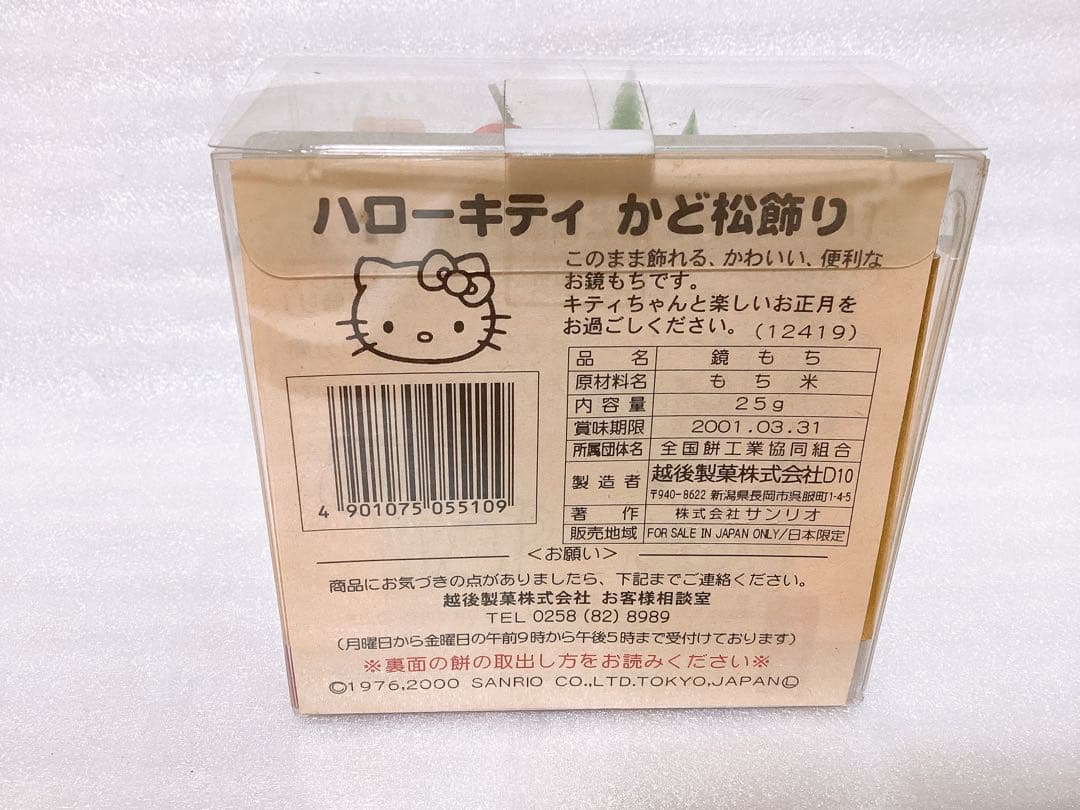 ハローキティ かど松飾り
このまま飾れる、かわいい、便利な
お鏡もちです。
キティちゃんと楽しいお正月を
お過ごしください。(12419)
品名 鏡もち
原材料名 もち米
内容量 25g
賞味期限 2001.03.31
所属団体名 全国餅工業協同組合
製造者 越後製菓株式会社D10
〒940-8622 新潟県長岡市呉服町1-4-5
著作 株式会社サンリオ
販売地域 FOR SALE IN JAPAN ONLY/日本限定
4 901075 055109
<お願い>
商品にお気づきの点がありましたら、下記までご連絡ください。
越後製菓株式会社 お客様相談室
TEL 0258 (82) 8989
(月曜日から金曜日の午前9時から午後5時まで受付けております)
※裏面の餅の取出し方をお読みください※
©1976,2000 SANRIO CO.,LTD.TOKYO,JAPANⓁ